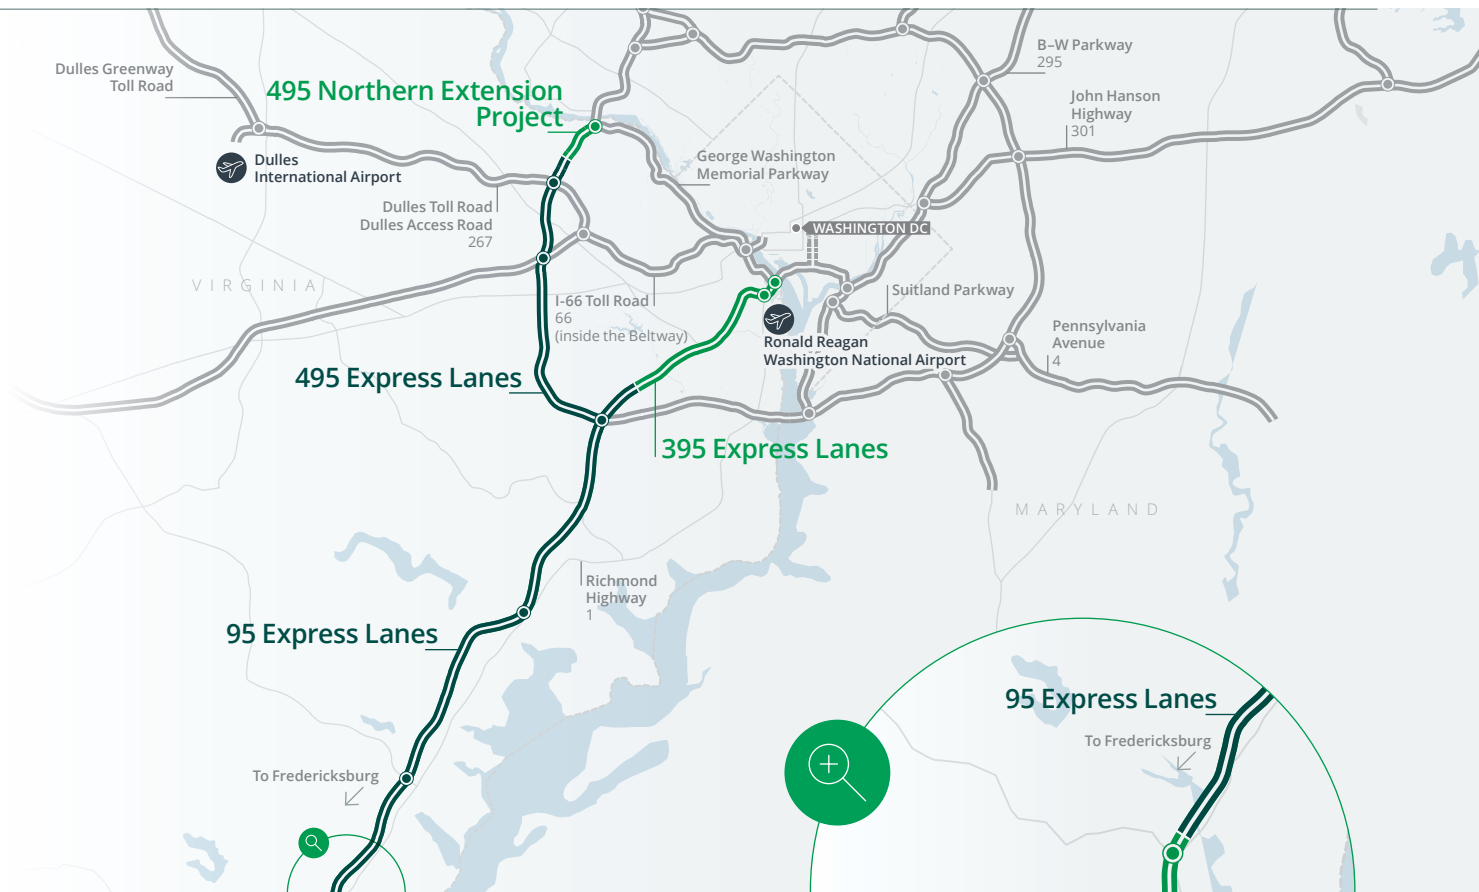 Dulles Greenway
Toll Road
495 Northern Extension
Project
B–W Parkway
295
John Hanson
Highway
301
Dulles
International Airport
George Washington
Memorial Parkway
Dulles Toll Road
Dulles Access Road
267
WASHINGTON DC
VIRGINIA
I-66 Toll Road
66
(inside the Beltway)
Suitland Parkway
Ronald Reagan
Washington National Airport
Pennsylvania
Avenue
4
495 Express Lanes
395 Express Lanes
MARYLAND
Richmond
Highway
1
95 Express Lanes
To Fredericksburg
95 Express Lanes
To Fredericksburg